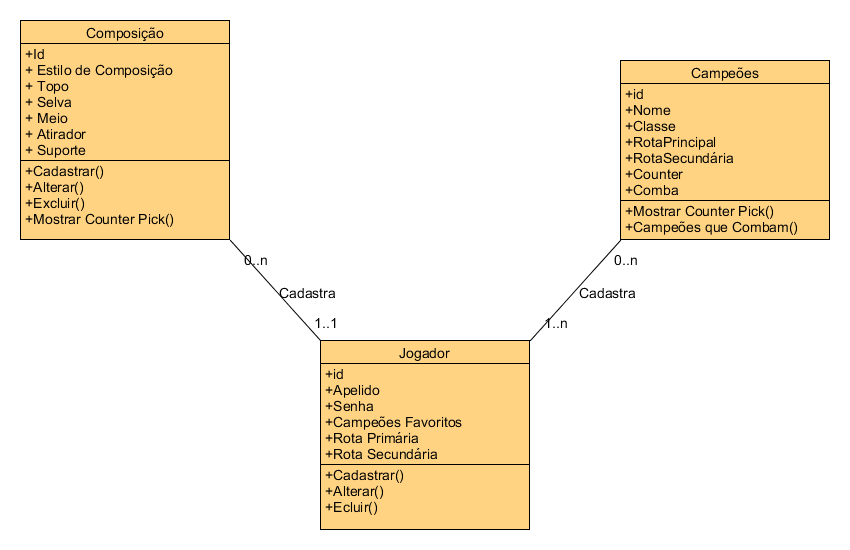 Composição
+Id
+ Estilo de Composição
+ Topo
+ Selva
+ Meio
+ Atirador
+ Suporte
+Cadastrar()
+Alterar()
+Excluir()
+Mostrar Counter Pick()
Campeões
+id
+Nome
+Classe
+RotaPrincipal
+RotaSecundária
+Counter
+Comba
+Mostrar Counter Pick()
+Campeões que Combam()
0..n
Cadastra
1..1
0..n
Cadastra
1..n
Jogador
+id
+Apelido
+Senha
+Campeões Favoritos
+Rota Primária
+Rota Secundária
+Cadastrar()
+Alterar()
+Ecluir()